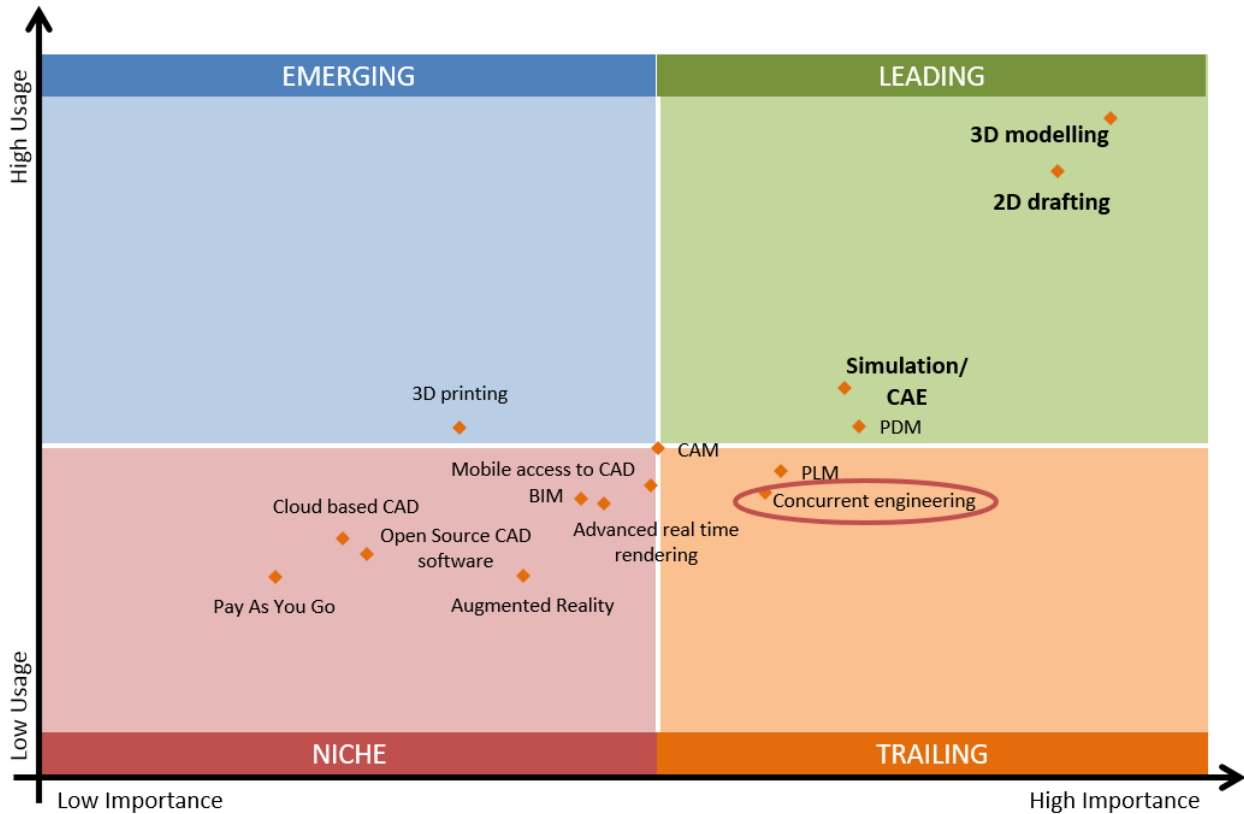 EMERGING
LEADING
High Usage
3D modelling
2D drafting
Simulation/
CAE
3D printing
PDM
CAM
Mobile access to CAD
PLM
BIM
Concurrent engineering
Cloud based CAD
Advanced real time
rendering
Open Source CAD
software
Pay As You Go
Augmented Reality
Low Usage
NICHE
TRAILING
Low Importance
High Importance